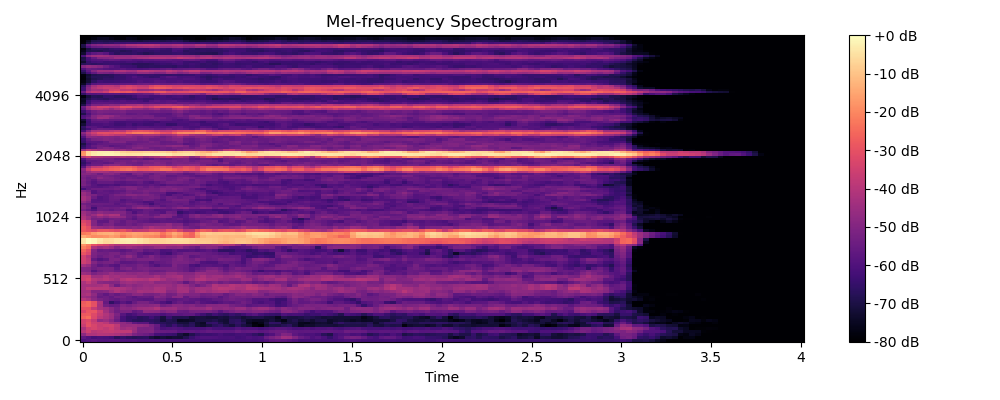 Mel-frequency Spectrogram
Hz
4096
2048
1024
512
0
0
0.5
1
1.5
2
2.5
3
3.5
4
Time
+0 dB
-10 dB
-20 dB
-30 dB
-40 dB
-50 dB
-60 dB
-70 dB
-80 dB